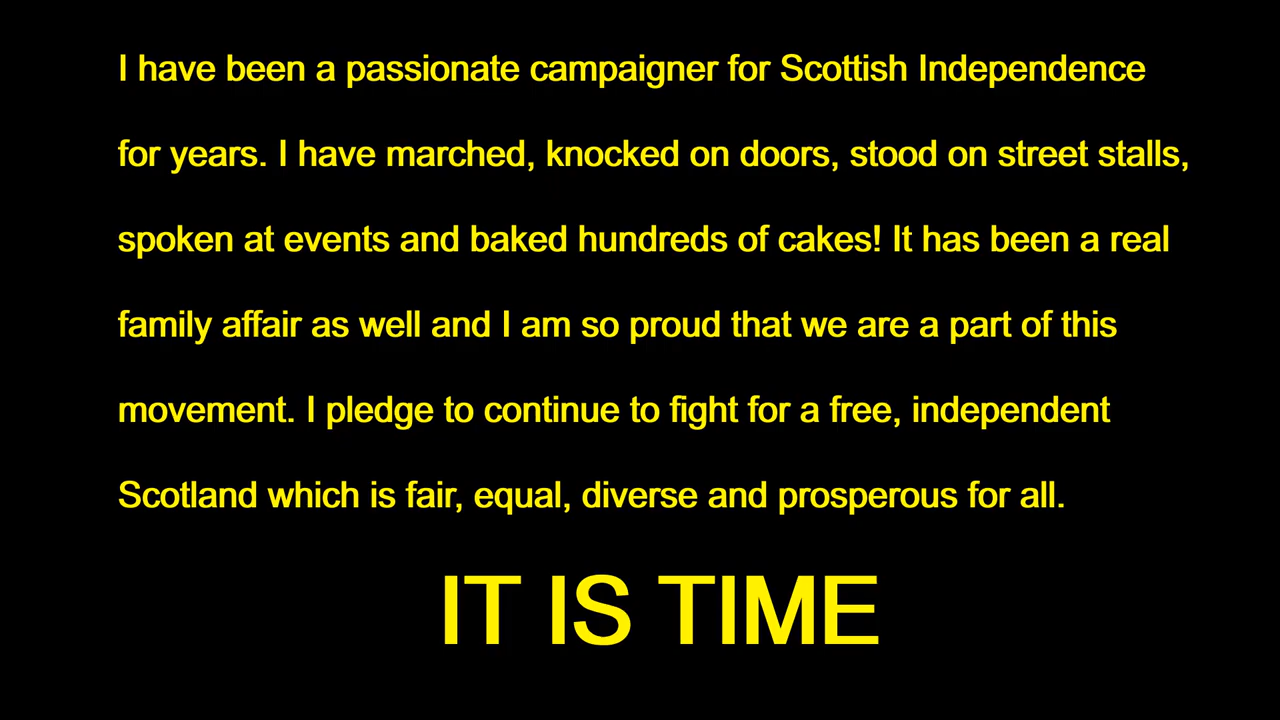 I have been a passionate campaigner for Scottish Independence
for years. I have marched, knocked on doors, stood on street stalls,
spoken at events and baked hundreds of cakes! It has been a real
family affair as well and I am so proud that we are a part of this
movement. I pledge to continue to fight for a free, independent
Scotland which is fair, equal, diverse and prosperous for all.
IT IS TIME